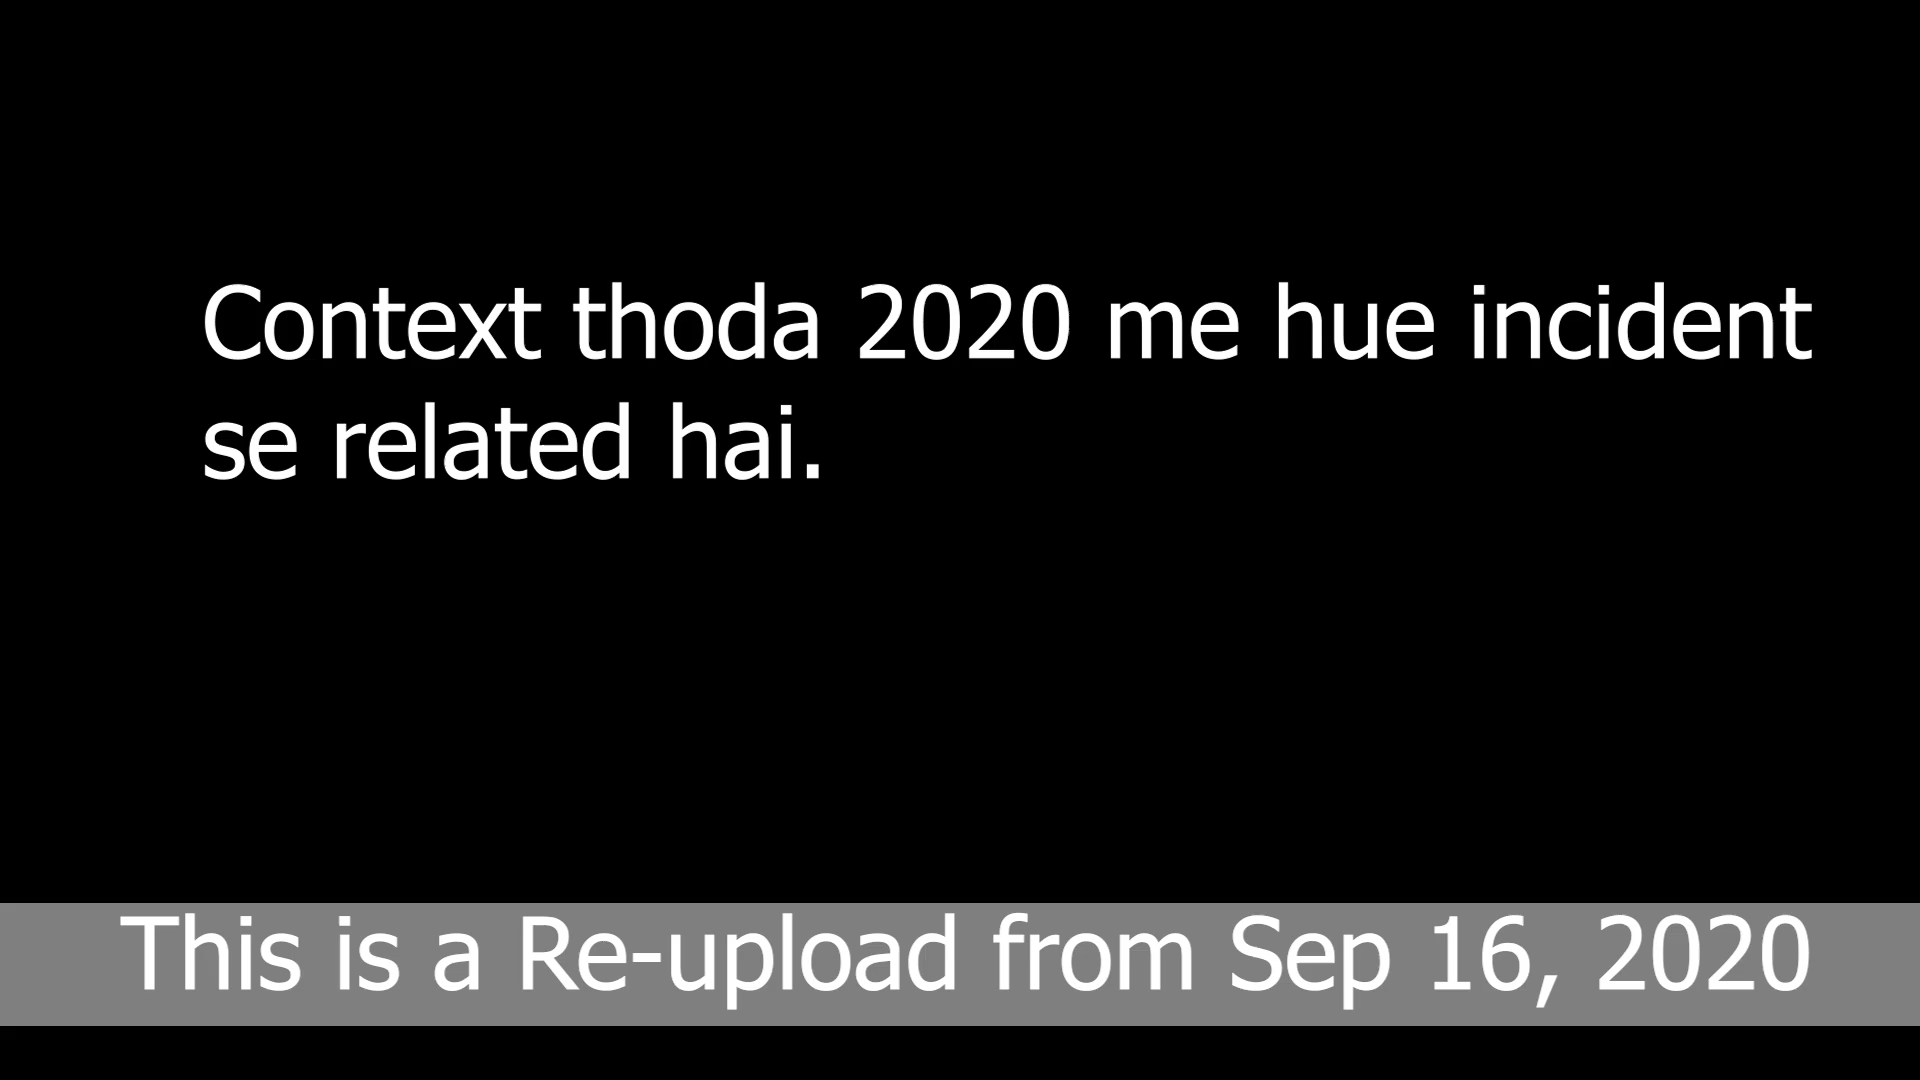 Context thoda 2020 me hue incident
se related hai.
This is a Re-upload from Sep 16, 2020